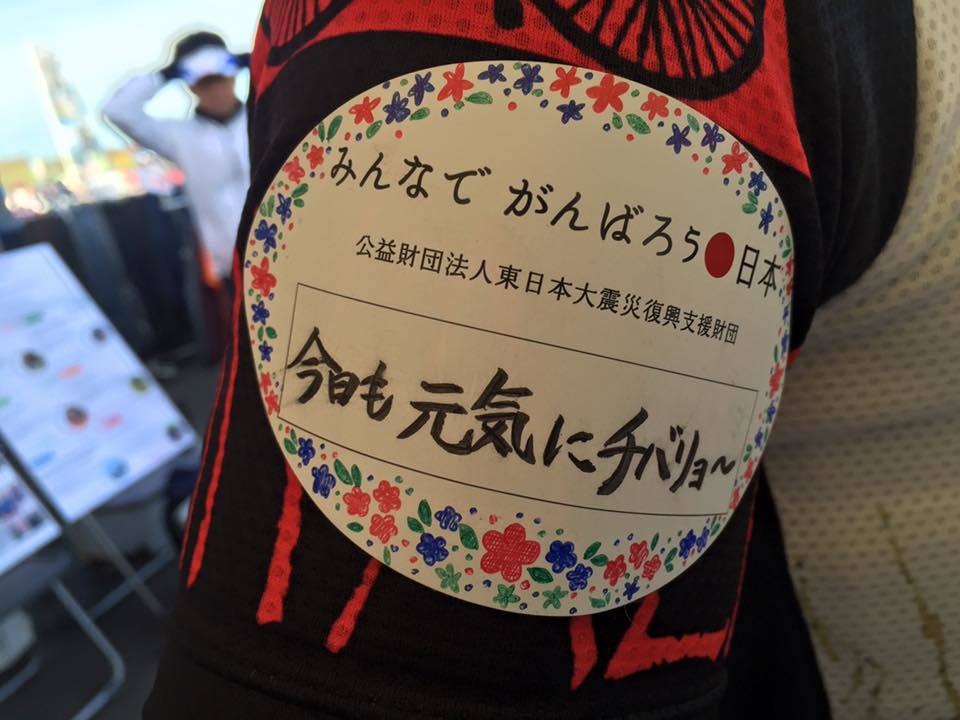 みんなで がんばろう●日本
公益財団法人東日本大震災復興支援財団
今日も 元気にチバリョ〜